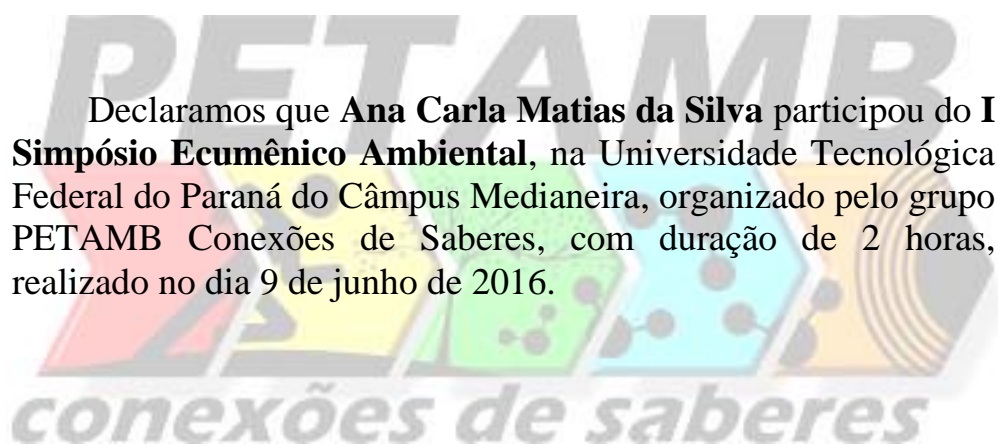 PETAMB
Declaramos que Ana Carla Matias da Silva participou do I
Simpósio Ecumênico Ambiental, na Universidade Tecnológica
Federal do Paraná do Câmpus Medianeira, organizado pelo grupo
PETAMB Conexões de Saberes, com duração de 2 horas,
realizado no dia 9 de junho de 2016.
conexões de saberes